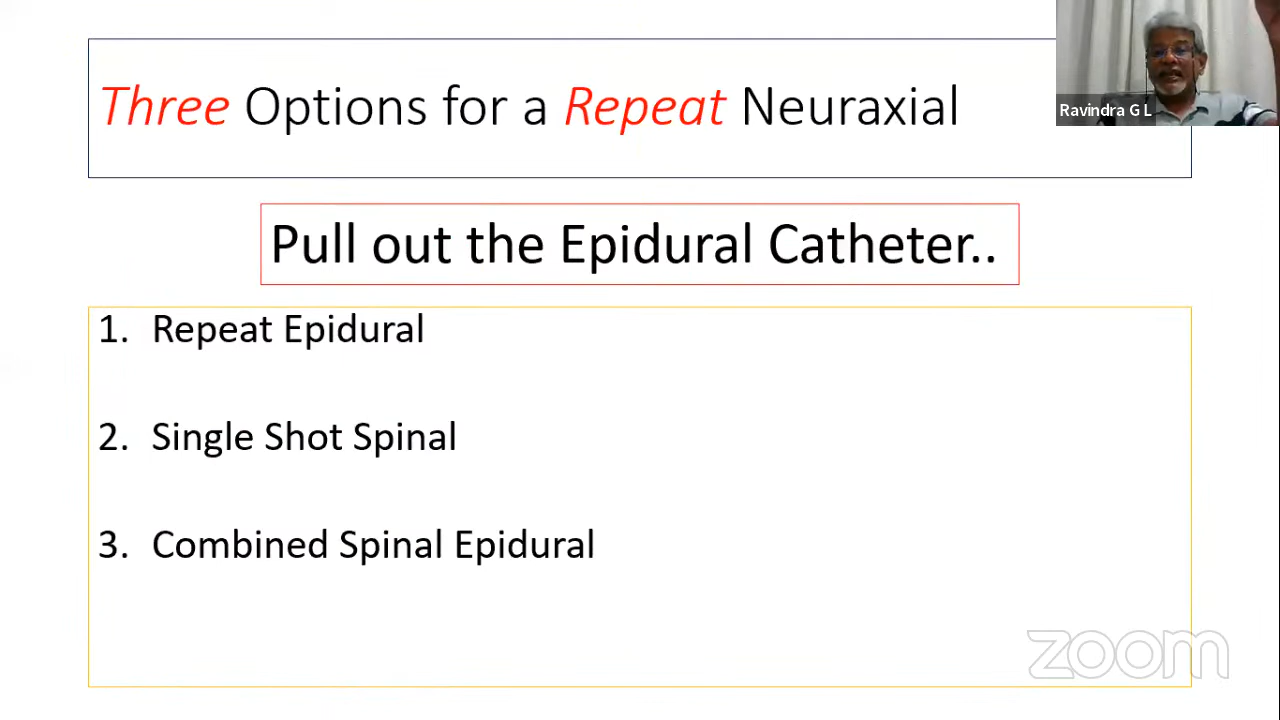 Three Options for a Repeat Neuraxial
Ravindra G L
Pull out the Epidural Catheter..
1. Repeat Epidural
2. Single Shot Spinal
3. Combined Spinal Epidural
zoom